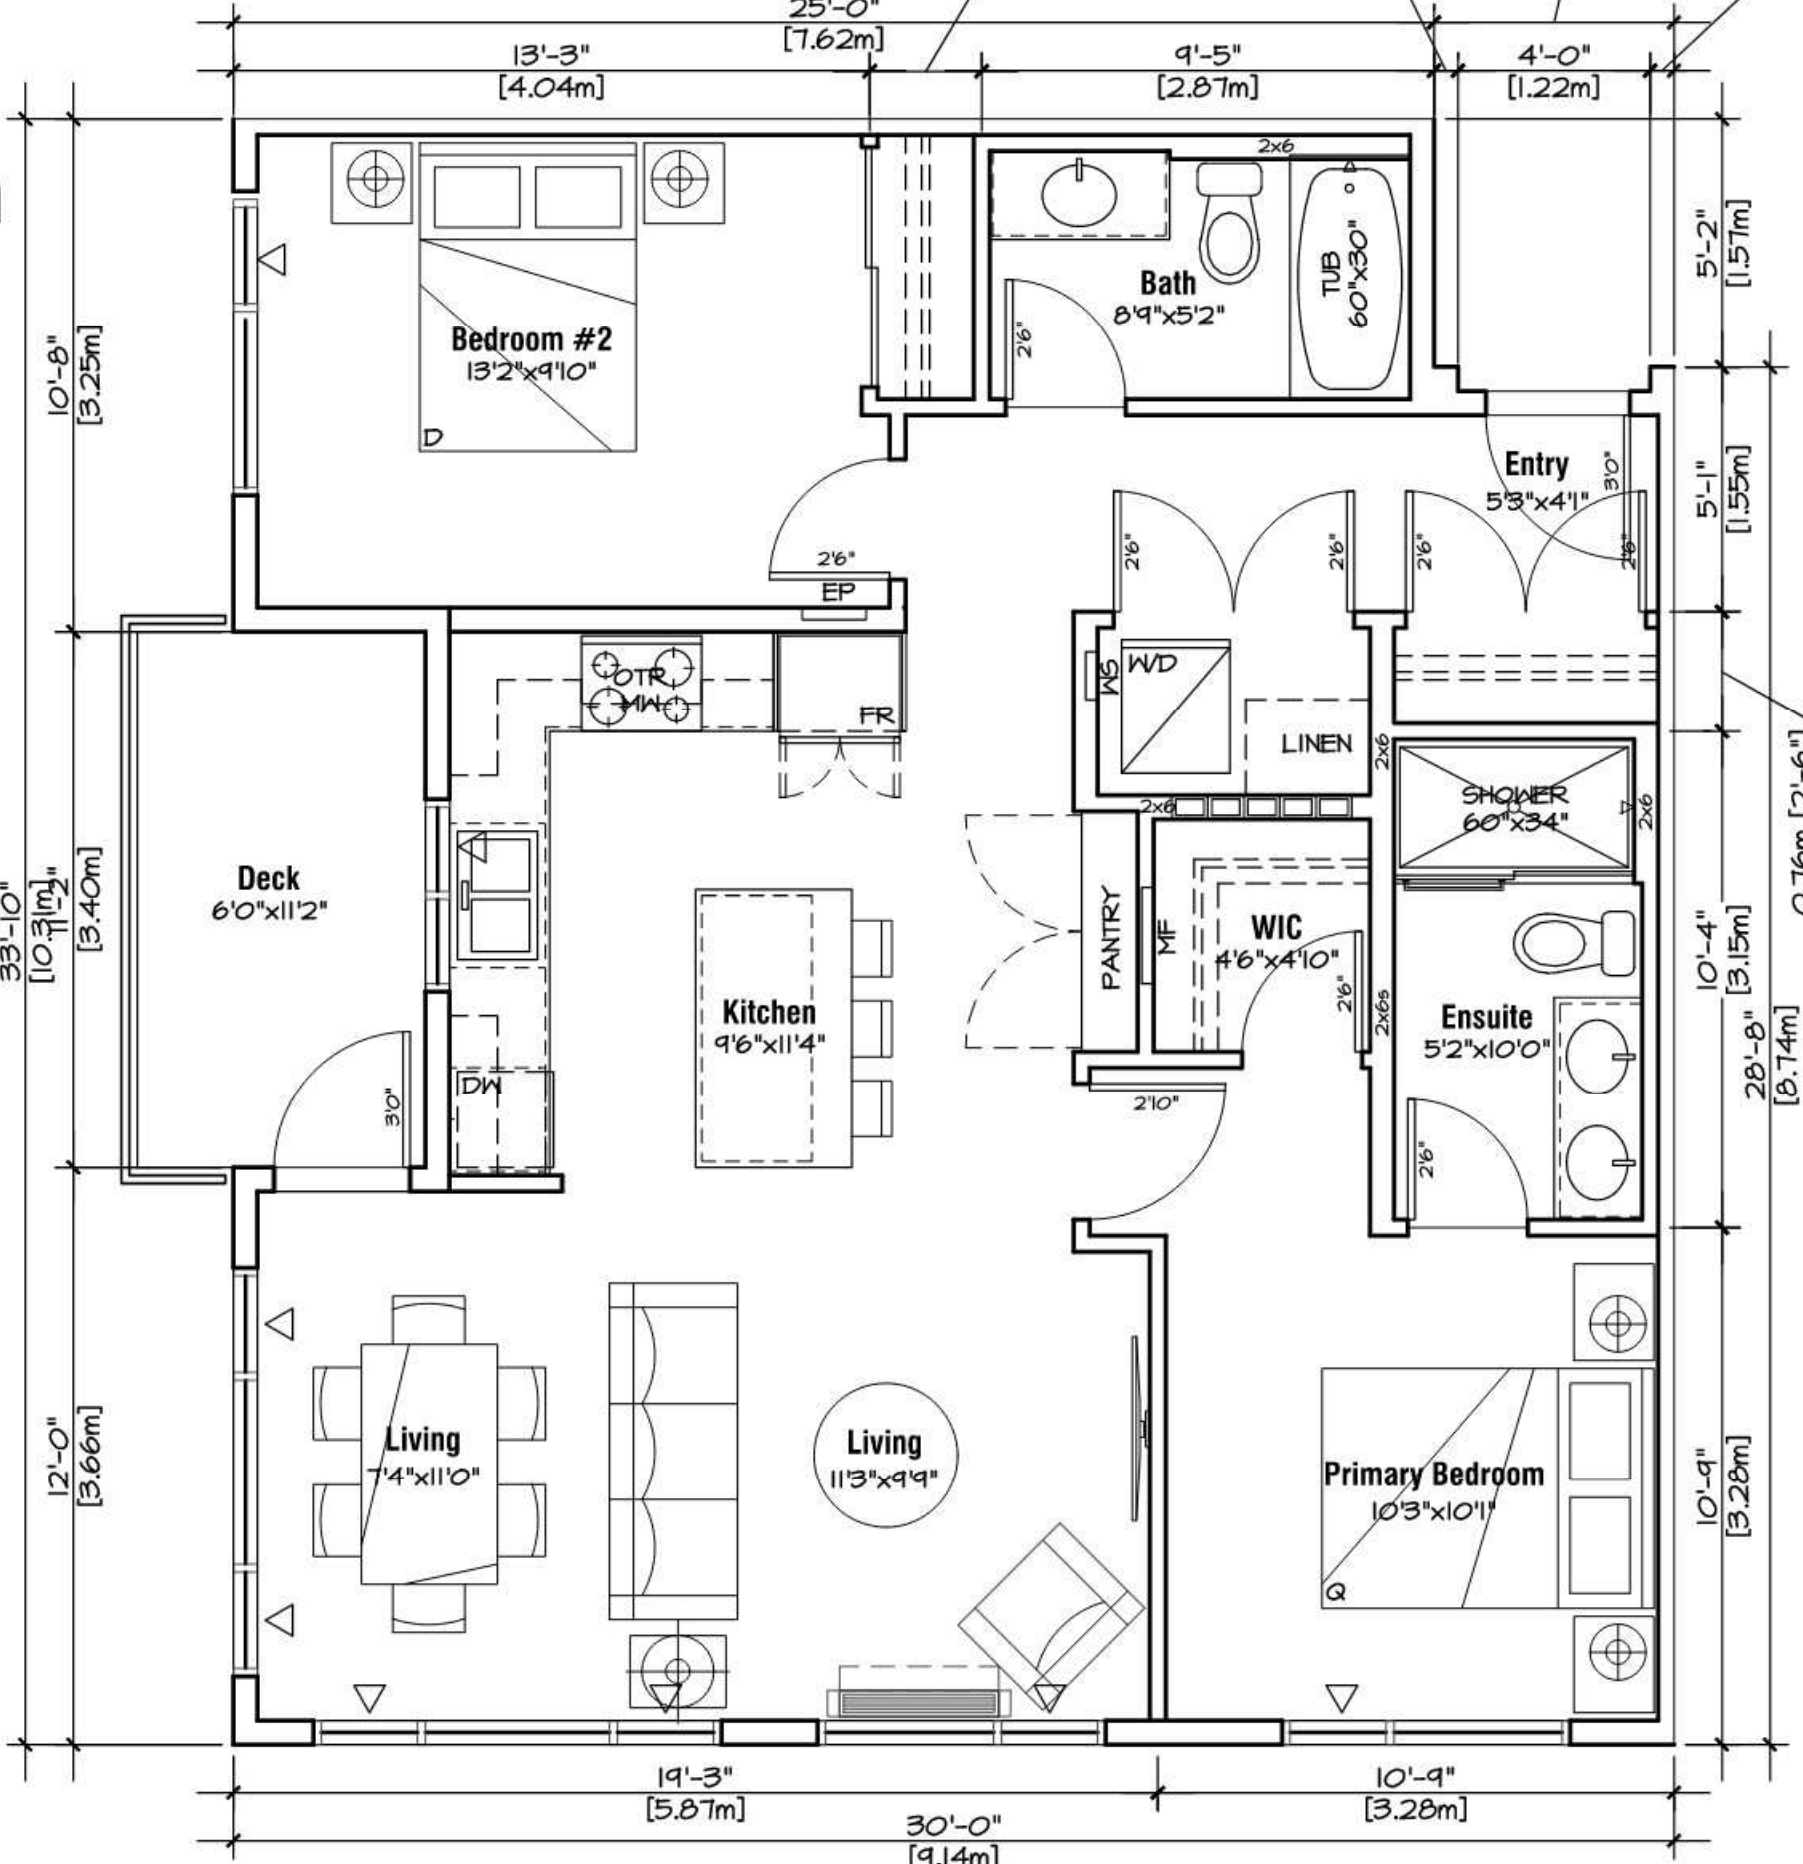 25'-0"
[7.62m]
13'-3"
[4.04m]
9'-5"
[2.87m]
4'-0"
[1.22m]
2x6
5'-2"
[1.57m]
TUB
60"x30"
Bath
8'9"x5'2"
2'6"
Bedroom #2
13'2"x9'10"
D
10'-8"
[3.25m]
Entry
5'3"x4'1"
3'0"
5'-1"
[1.55m]
2'6"
2'6"
2'6"
2'6"
2'6"
EP
WS
W/D
OTR
MW
FR
LINEN
2x6
SHOWER
60"x34"
2x6
2x6
0.76m [2'-6"]
Deck
6'0"x11'2"
33'-10"
[10.31m]
11'-2"
[3.40m]
PANTRY
MF
WIC
4'6"x4'10"
2'6"
2x6s
10'-4"
[3.15m]
Kitchen
9'6"x11'4"
Ensuite
5'2"x10'0"
28'-8"
[8.74m]
DW
3'0"
2'10"
2'6"
Living
7'4"x11'0"
Living
11'3"x9'9"
Primary Bedroom
10'3"x10'1"
Q
12'-0"
[3.66m]
10'-9"
[3.28m]
19'-3"
[5.87m]
10'-9"
[3.28m]
30'-0"
[9.14m]